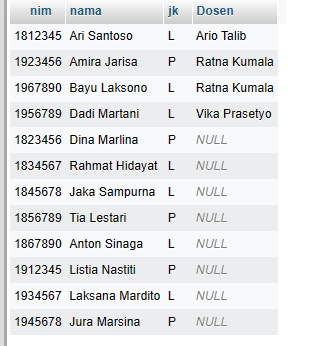 nim nama jk Dosen
1812345 Ari Santoso L Ario Talib
1923456 Amira Jarisa P Ratna Kumala
1967890 Bayu Laksono L Ratna Kumala
1956789 Dadi Martani L Vika Prasetyo
1823456 Dina Marlina P NULL
1834567 Rahmat Hidayat L NULL
1845678 Jaka Sampurna L NULL
1856789 Tia Lestari P NULL
1867890 Anton Sinaga L NULL
1912345 Listia Nastiti P NULL
1934567 Laksana Mardito L NULL
1945678 Jura Marsina P NULL